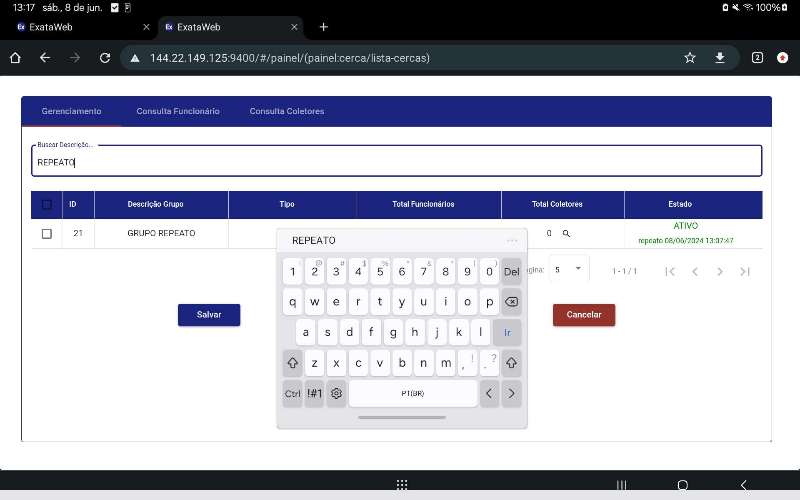 13:17 sáb., 8 de jun. 100%
ExataWeb ExataWeb
144.22.149.125:9400/#/painel/(painel:cerca/lista-cercas) 2
Gerenciamento Consulta Funcionário Consulta Coletores
Buscar Descrição...
REPEATO
ID Descrição Grupo Tipo Total Funcionários Total Coletores Estado
21 GRUPO REPEATO 0 ATIVO
repeato 08/06/2024 13:07:47
REPEATO ...
5 1 - 1 / 1
1 2 3 4 5 6 7 8 9 0 Del
q w e r t y u i o p
a s d f g h j k l Ir
z x c v b n m , ! . ?
Ctrl !#1 PT(BR)
Salvar Cancelar